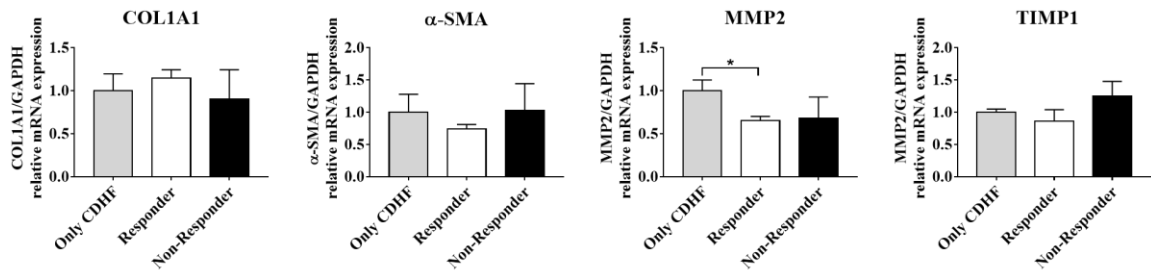 COL1A1
COL1A1/GAPDH
relative mRNA expression
1.5
1.0
0.5
0.0
Only CDHF
Responder
Non-Responder
α-SMA
α-SMA/GAPDH
relative mRNA expression
2.0
1.5
1.0
0.5
0.0
Only CDHF
Responder
Non-Responder
MMP2
MMP2/GAPDH
relative mRNA expression
1.5
1.0
0.5
0.0
*
Only CDHF
Responder
Non-Responder
TIMP1
MMP2/GAPDH
relative mRNA expression
2.0
1.5
1.0
0.5
0.0
Only CDHF
Responder
Non-Responder